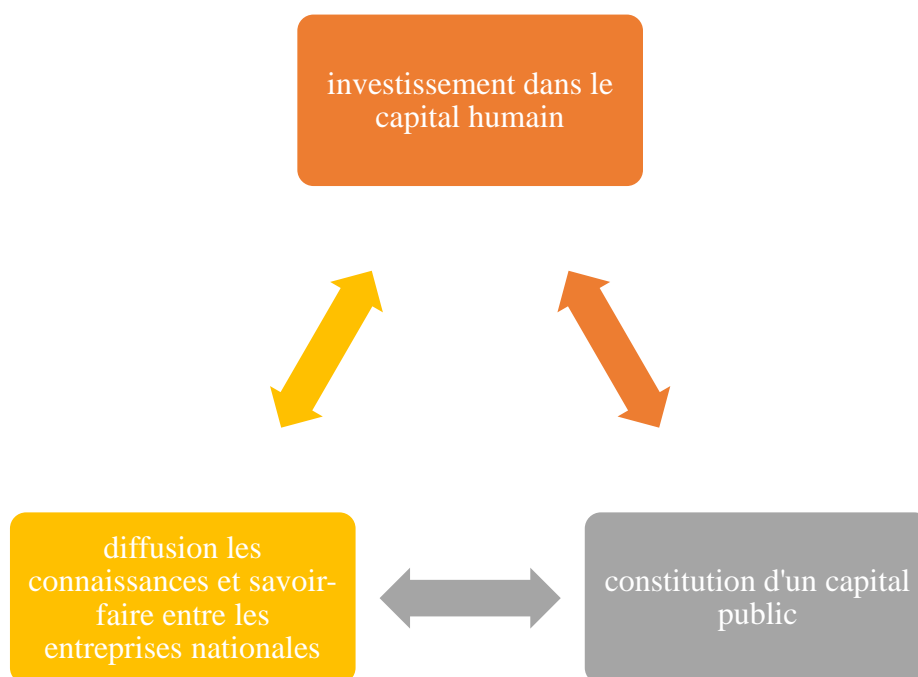 investissement dans le
capital humain
diffusion les
connaissances et savoir-
faire entre les
entreprises nationales
constitution d'un capital
public